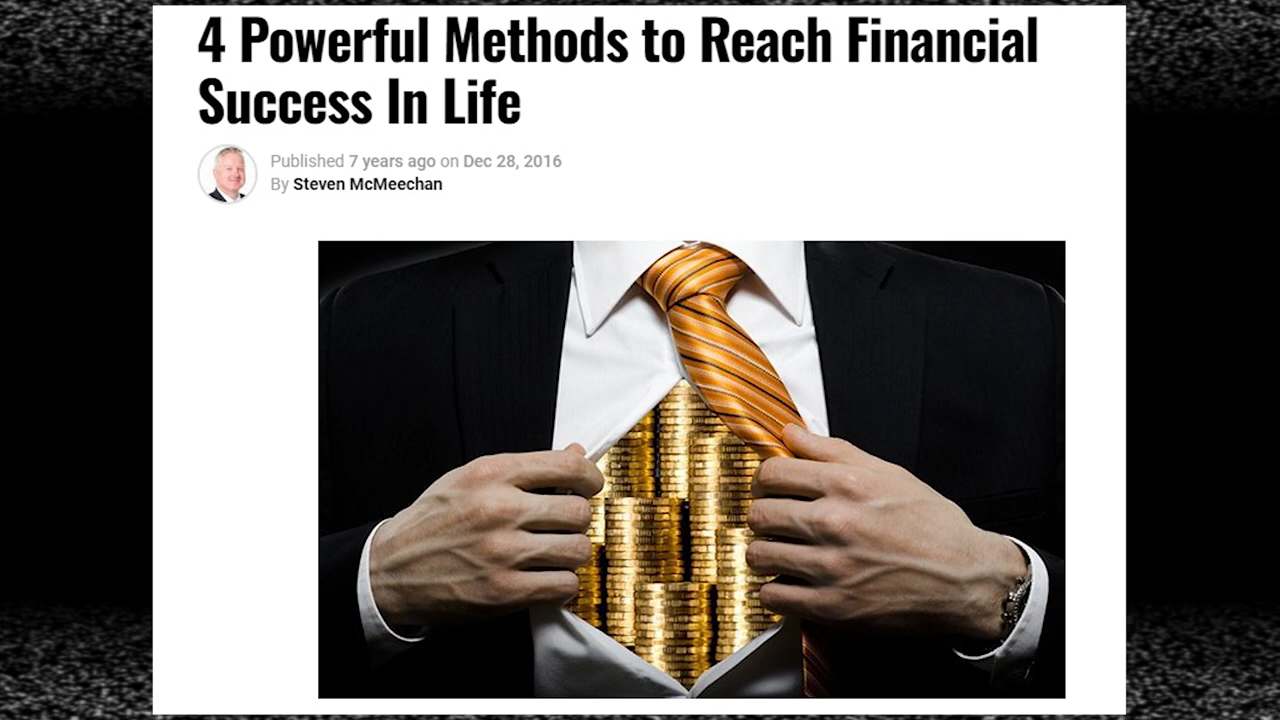 4 Powerful Methods to Reach Financial
Success In Life
Published 7 years ago on Dec 28, 2016
By Steven McMeechan